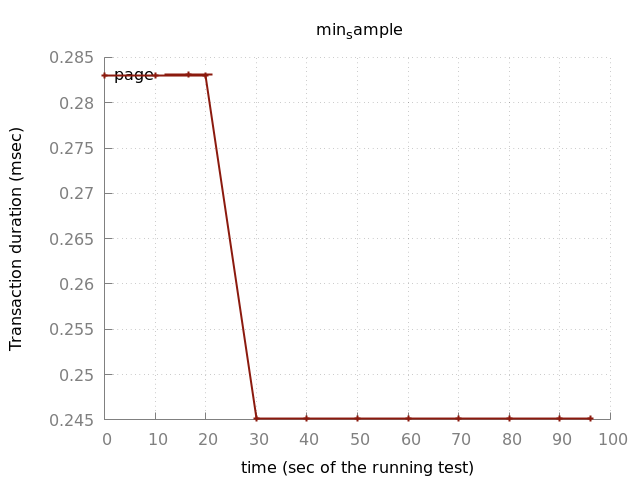 minsample
0.285
page
0.28
0.275
0.27
0.265
0.26
0.255
0.25
0.245
Transaction duration (msec)
0 10 20 30 40 50 60 70 80 90 100
time (sec of the running test)